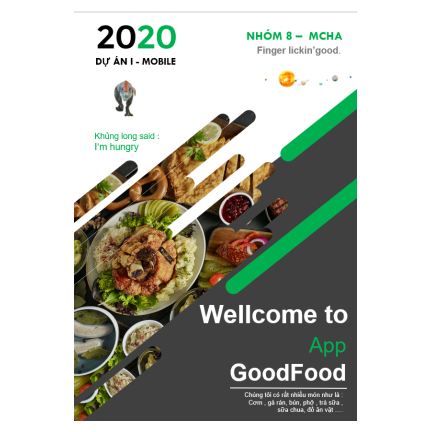 2020
DỰ ÁN I - MOBILE
NHÓM 8 – MCHA
Finger lickin'good.
Khủng long said :
I'm hungry
Wellcome to
App
GoodFood
Chúng tôi có rất nhiều món như là :
Cơm , gà rán, bún, phở , trà sữa ,
sữa chua, đồ ăn vặt .....